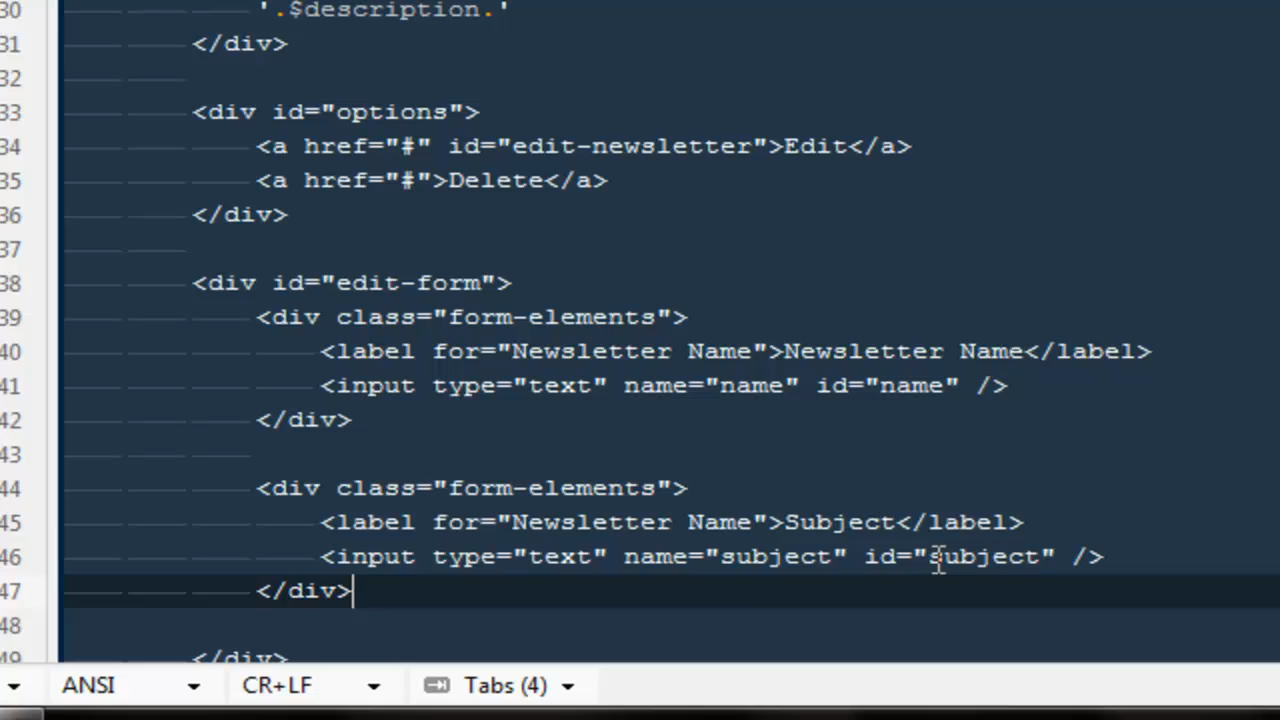 30 '.$description.'
31 </div>
32
33 <div id="options">
34 <a href="#" id="edit-newsletter">Edit</a>
35 <a href="#">Delete</a>
36 </div>
37
38 <div id="edit-form">
39 <div class="form-elements">
40 <label for="Newsletter Name">Newsletter Name</label>
41 <input type="text" name="name" id="name" />
42 </div>
43
44 <div class="form-elements">
45 <label for="Newsletter Name">Subject</label>
46 <input type="text" name="subject" id="subject" />
47 </div>
48
49 </div>
ANSI CR+LF Tabs (4)